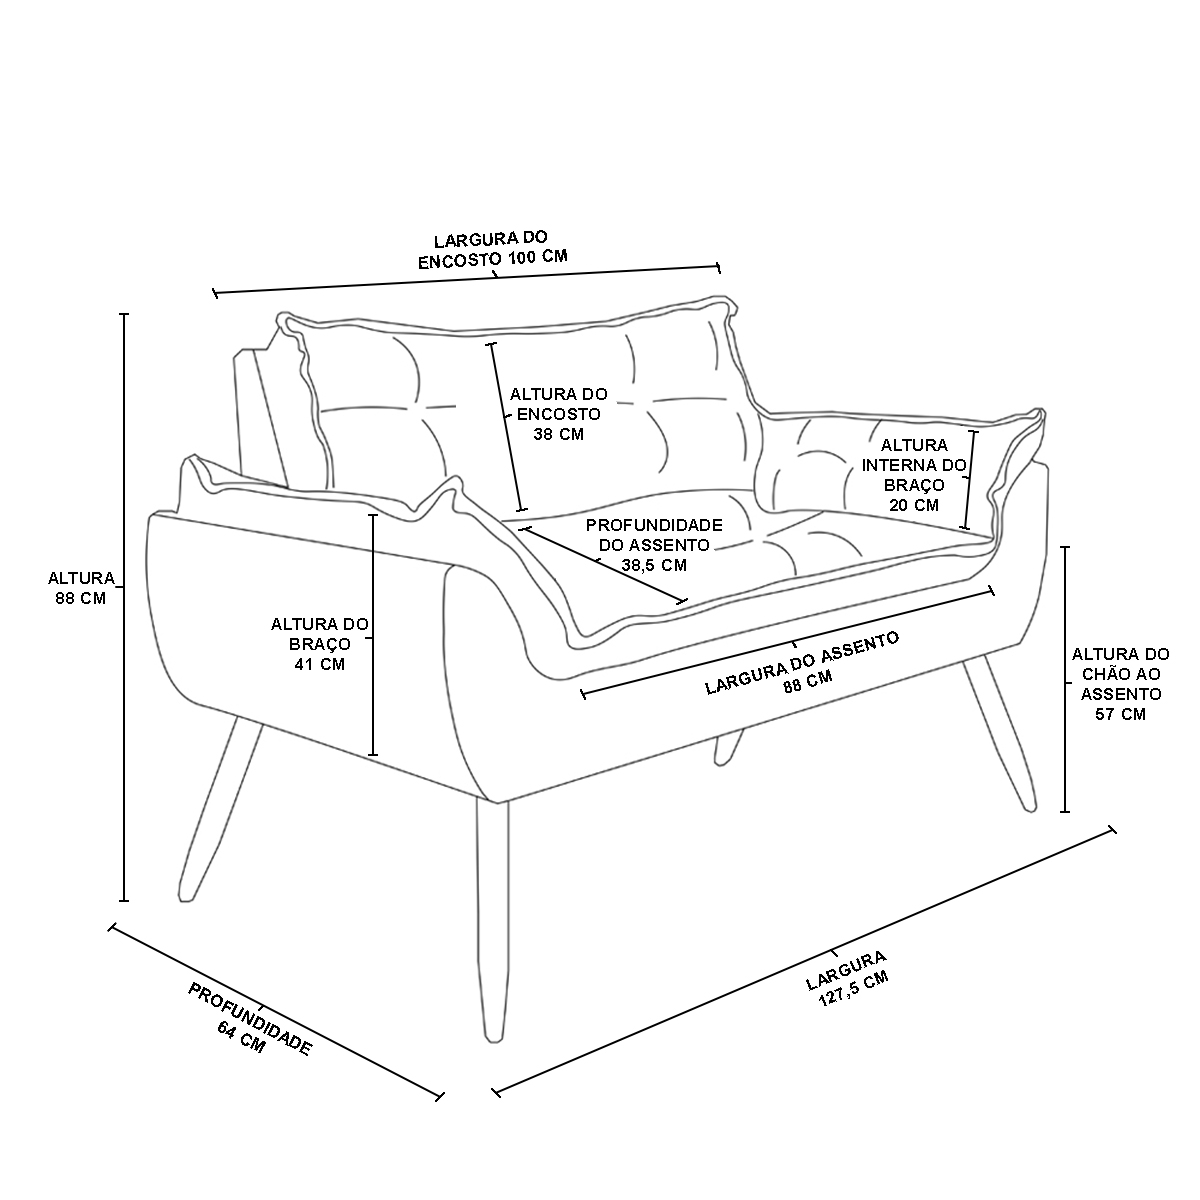 LARGURA DO
ENCOSTO 100 CM
ALTURA DO
ENCOSTO
38 CM
ALTURA
INTERNA DO
BRAÇO
20 CM
PROFUNDIDADE
DO ASSENTO
38,5 CM
ALTURA
88 CM
ALTURA DO
BRAÇO
41 CM
LARGURA DO ASSENTO
88 CM
ALTURA DO
CHÃO AO
ASSENTO
57 CM
LARGURA
127,5 CM
PROFUNDIDADE
64 CM